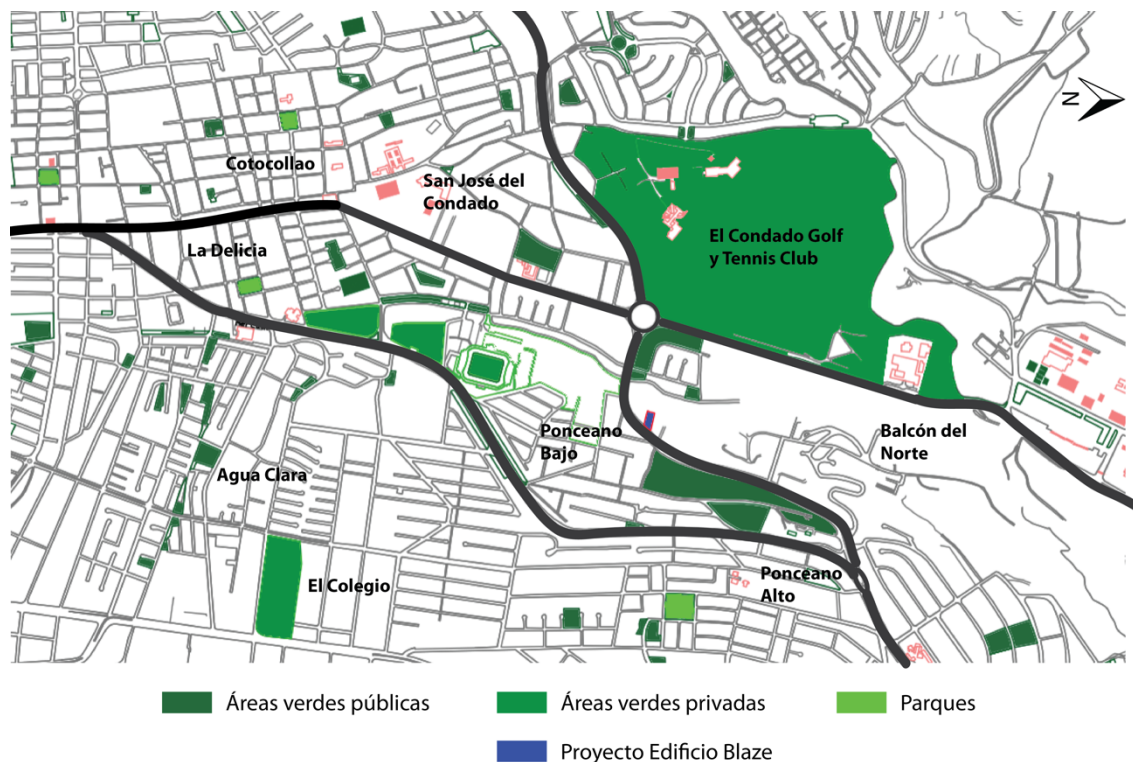 N
Cotocollao
San José del
Condado
La Delicia
El Condado Golf
y Tennis Club
Ponceano
Bajo
Balcón del
Norte
Agua Clara
El Colegio
Ponceano
Alto
Áreas verdes públicas
Áreas verdes privadas
Parques
Proyecto Edificio Blaze